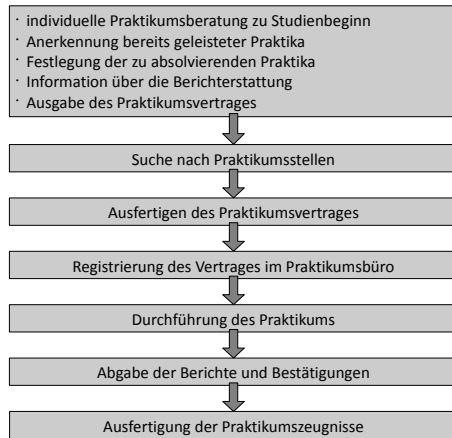 · individuelle Praktikumsberatung zu Studienbeginn
· Anerkennung bereits geleisteter Praktika
· Festlegung der zu absolvierenden Praktika
· Information über die Berichterstattung
· Ausgabe des Praktikumsvertrages
Suche nach Praktikumsstellen
Ausfertigen des Praktikumsvertrages
Registrierung des Vertrages im Praktikumsbüro
Durchführung des Praktikums
Abgabe der Berichte und Bestätigungen
Ausfertigung der Praktikumszeugnisse